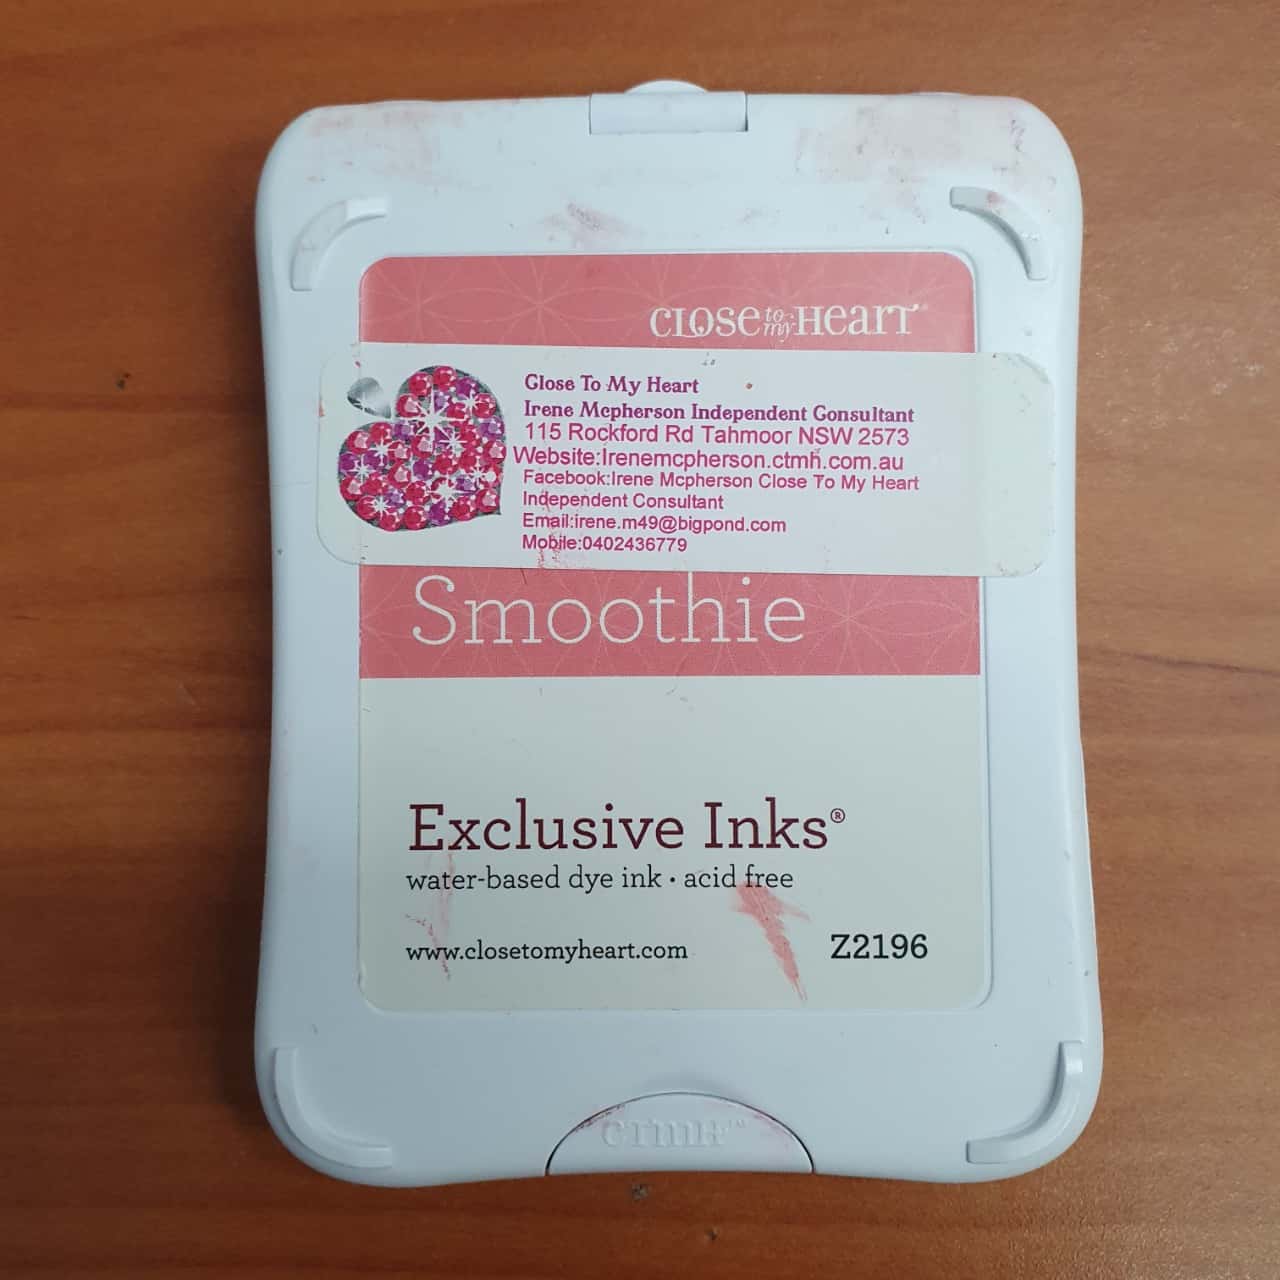 CLOSE to my HEART®
Close To My Heart
Irene Mcpherson Independent Consultant
115 Rockford Rd Tahmoor NSW 2573
Website:Irenemcpherson.ctmh.com.au
Facebook:Irene Mcpherson Close To My Heart
Independent Consultant
Email:irene.m49@bigpond.com
Mobile:0402436779
Smoothie
Exclusive Inks®
water-based dye ink • acid free
www.closetomyheart.com
Z2196
CTMH™